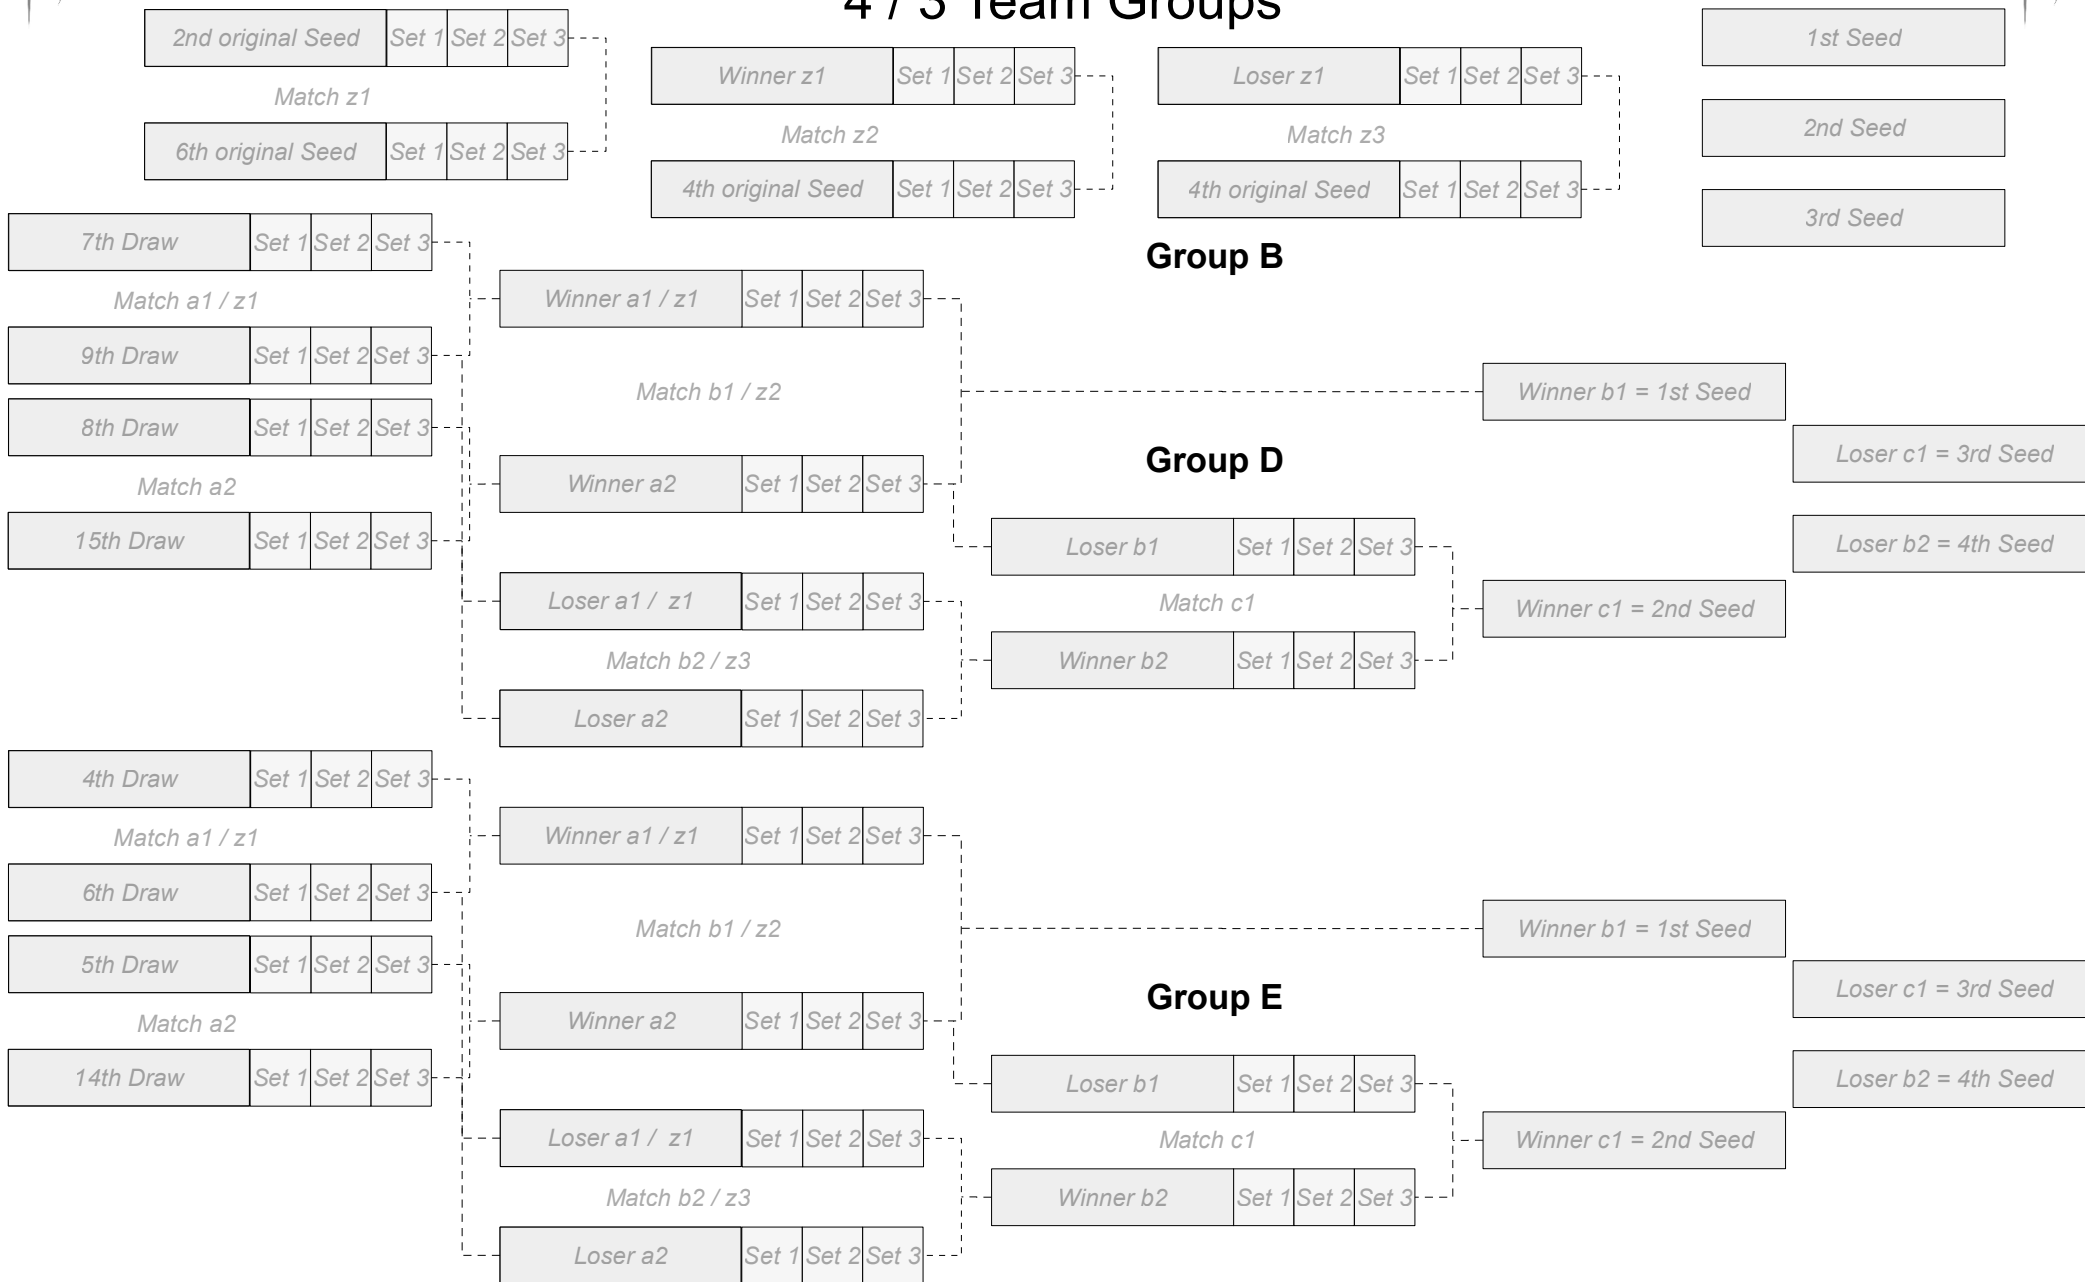 4 / 3 Team Groups
2nd original Seed Set 1 Set 2 Set 3
Match z1
6th original Seed Set 1 Set 2 Set 3
Winner z1 Set 1 Set 2 Set 3
Match z2
4th original Seed Set 1 Set 2 Set 3
Loser z1 Set 1 Set 2 Set 3
Match z3
4th original Seed Set 1 Set 2 Set 3
1st Seed
2nd Seed
3rd Seed
Group B
7th Draw Set 1 Set 2 Set 3
Match a1 / z1
9th Draw Set 1 Set 2 Set 3
8th Draw Set 1 Set 2 Set 3
Match a2
15th Draw Set 1 Set 2 Set 3
Winner a1 / z1 Set 1 Set 2 Set 3
Match b1 / z2
Winner a2 Set 1 Set 2 Set 3
Loser a1 / z1 Set 1 Set 2 Set 3
Match b2 / z3
Loser a2 Set 1 Set 2 Set 3
Group D
Loser b1 Set 1 Set 2 Set 3
Match c1
Winner b2 Set 1 Set 2 Set 3
Winner b1 = 1st Seed
Loser c1 = 3rd Seed
Loser b2 = 4th Seed
Winner c1 = 2nd Seed
4th Draw Set 1 Set 2 Set 3
Match a1 / z1
6th Draw Set 1 Set 2 Set 3
5th Draw Set 1 Set 2 Set 3
Match a2
14th Draw Set 1 Set 2 Set 3
Winner a1 / z1 Set 1 Set 2 Set 3
Match b1 / z2
Winner a2 Set 1 Set 2 Set 3
Loser a1 / z1 Set 1 Set 2 Set 3
Match b2 / z3
Loser a2 Set 1 Set 2 Set 3
Group E
Loser b1 Set 1 Set 2 Set 3
Match c1
Winner b2 Set 1 Set 2 Set 3
Winner b1 = 1st Seed
Loser c1 = 3rd Seed
Loser b2 = 4th Seed
Winner c1 = 2nd Seed